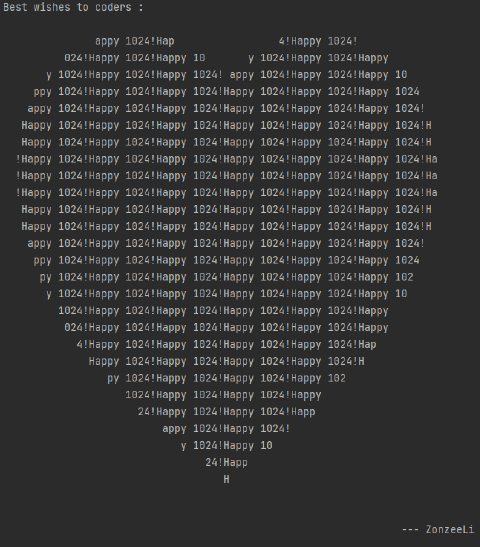 Best wishes to coders :
appy 1024!Hap                 4!Happy 1024!
024!Happy 1024!Happy 10       y 1024!Happy 1024!Happy
y 1024!Happy 1024!Happy 1024! appy 1024!Happy 1024!Happy 10
ppy 1024!Happy 1024!Happy 1024!Happy 1024!Happy 1024!Happy 1024
appy 1024!Happy 1024!Happy 1024!Happy 1024!Happy 1024!Happy 1024!
Happy 1024!Happy 1024!Happy 1024!Happy 1024!Happy 1024!Happy 1024!H
Happy 1024!Happy 1024!Happy 1024!Happy 1024!Happy 1024!Happy 1024!H
!Happy 1024!Happy 1024!Happy 1024!Happy 1024!Happy 1024!Happy 1024!Ha
!Happy 1024!Happy 1024!Happy 1024!Happy 1024!Happy 1024!Happy 1024!Ha
!Happy 1024!Happy 1024!Happy 1024!Happy 1024!Happy 1024!Happy 1024!Ha
Happy 1024!Happy 1024!Happy 1024!Happy 1024!Happy 1024!Happy 1024!H
Happy 1024!Happy 1024!Happy 1024!Happy 1024!Happy 1024!Happy 1024!H
appy 1024!Happy 1024!Happy 1024!Happy 1024!Happy 1024!Happy 1024!
ppy 1024!Happy 1024!Happy 1024!Happy 1024!Happy 1024!Happy 1024
py 1024!Happy 1024!Happy 1024!Happy 1024!Happy 1024!Happy 102
y 1024!Happy 1024!Happy 1024!Happy 1024!Happy 1024!Happy 10
1024!Happy 1024!Happy 1024!Happy 1024!Happy 1024!Happy
024!Happy 1024!Happy 1024!Happy 1024!Happy 1024!Happy
4!Happy 1024!Happy 1024!Happy 1024!Happy 1024!Hap
Happy 1024!Happy 1024!Happy 1024!Happy 1024!H
py 1024!Happy 1024!Happy 1024!Happy 102
1024!Happy 1024!Happy 1024!Happy
24!Happy 1024!Happy 1024!Happ
appy 1024!Happy 1024!
y 1024!Happy 10
24!Happ
H
--- ZonzeeLi